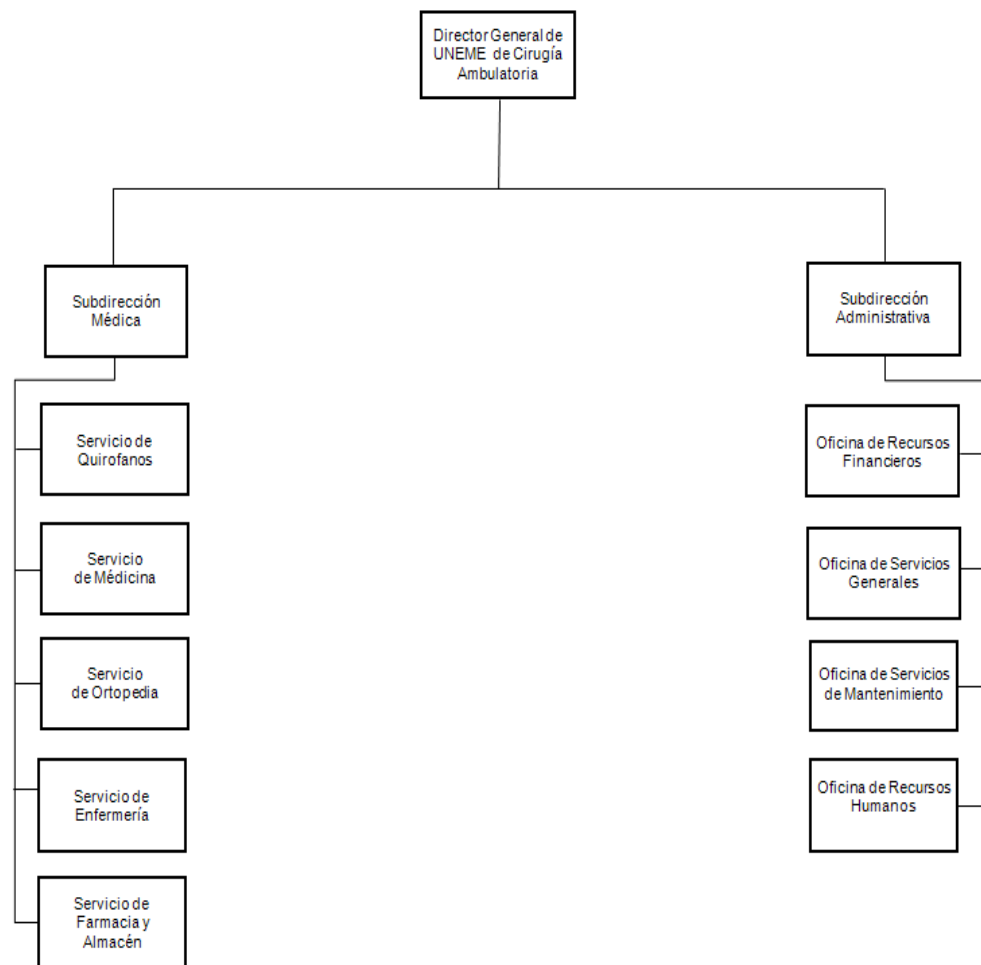 Director General de
UNEME de Cirugía
Ambulatoria
Subdirección
Médica
Subdirección
Administrativa
Servicio de
Quirofanos
Servicio
de Médicina
Servicio
de Ortopedia
Servicio de
Enfermería
Servicio de
Farmacia y
Almacén
Oficina de Recursos
Financieros
Oficina de Servicios
Generales
Oficina de Servicios
de Mantenimiento
Oficina de Recursos
Humanos